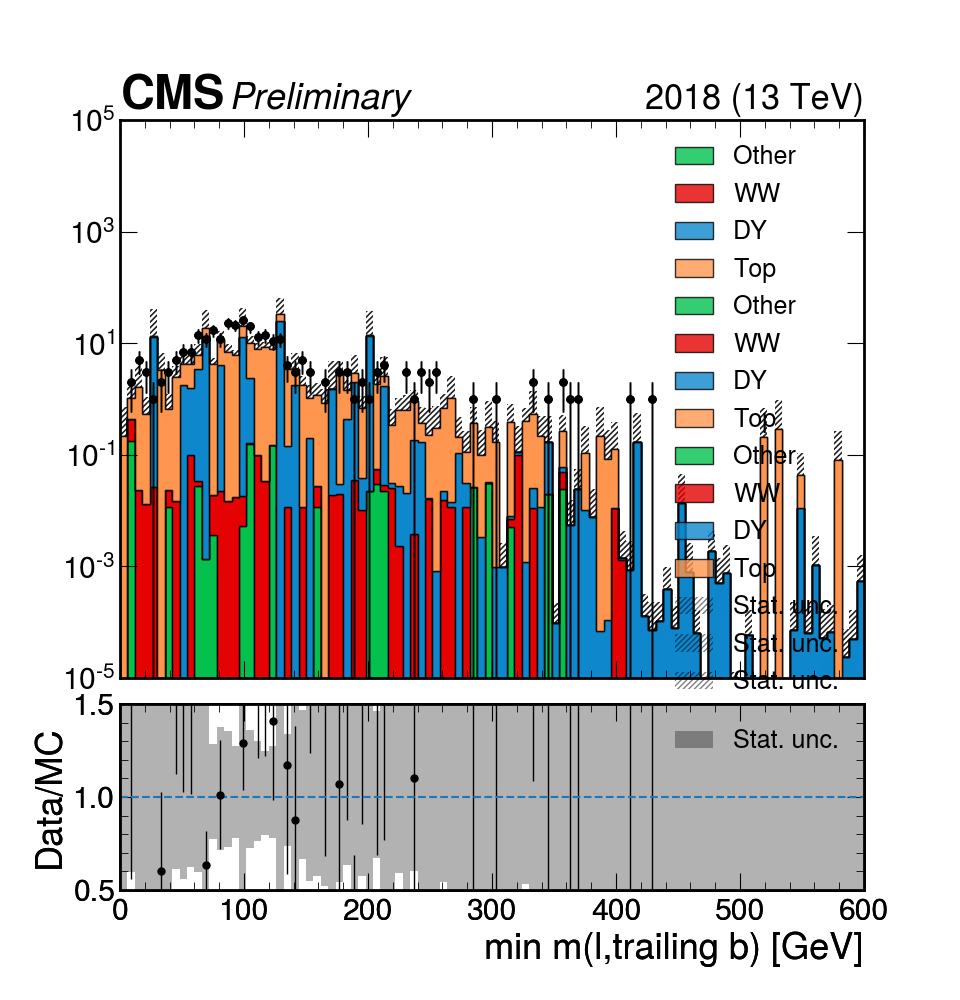 CMS Preliminary 2018 (13 TeV)
10^5
10^3
10^1
10^-1
10^-3
10^-5
Other
WW
DY
Top
Other
WW
DY
Top
Other
WW
DY
Top
Stat. unc.
Stat. unc.
Stat. unc.
Data/MC
1.5
1.0
0.5
Stat. unc.
0 100 200 300 400 500 600
min m(l,trailing b) [GeV]